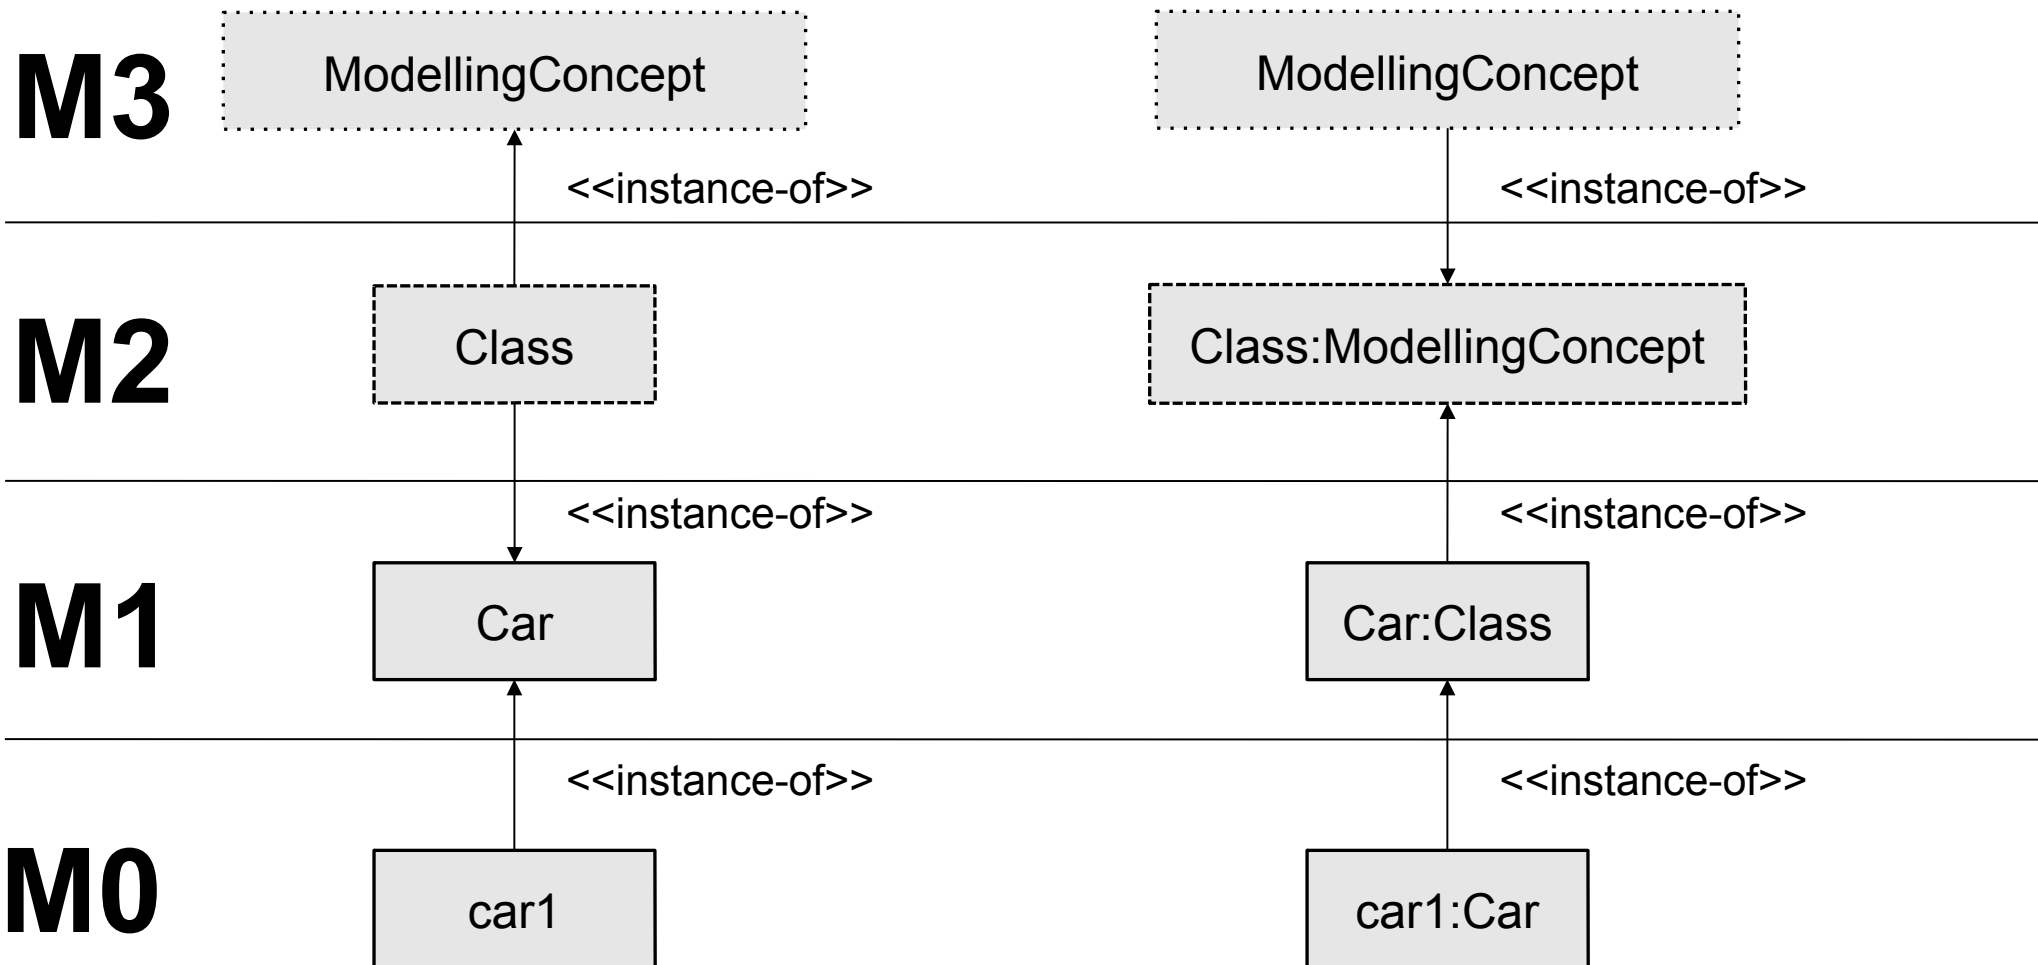 M3
ModellingConcept
ModellingConcept
<<instance-of>>
<<instance-of>>
M2
Class
Class:ModellingConcept
<<instance-of>>
<<instance-of>>
M1
Car
Car:Class
<<instance-of>>
<<instance-of>>
M0
car1
car1:Car